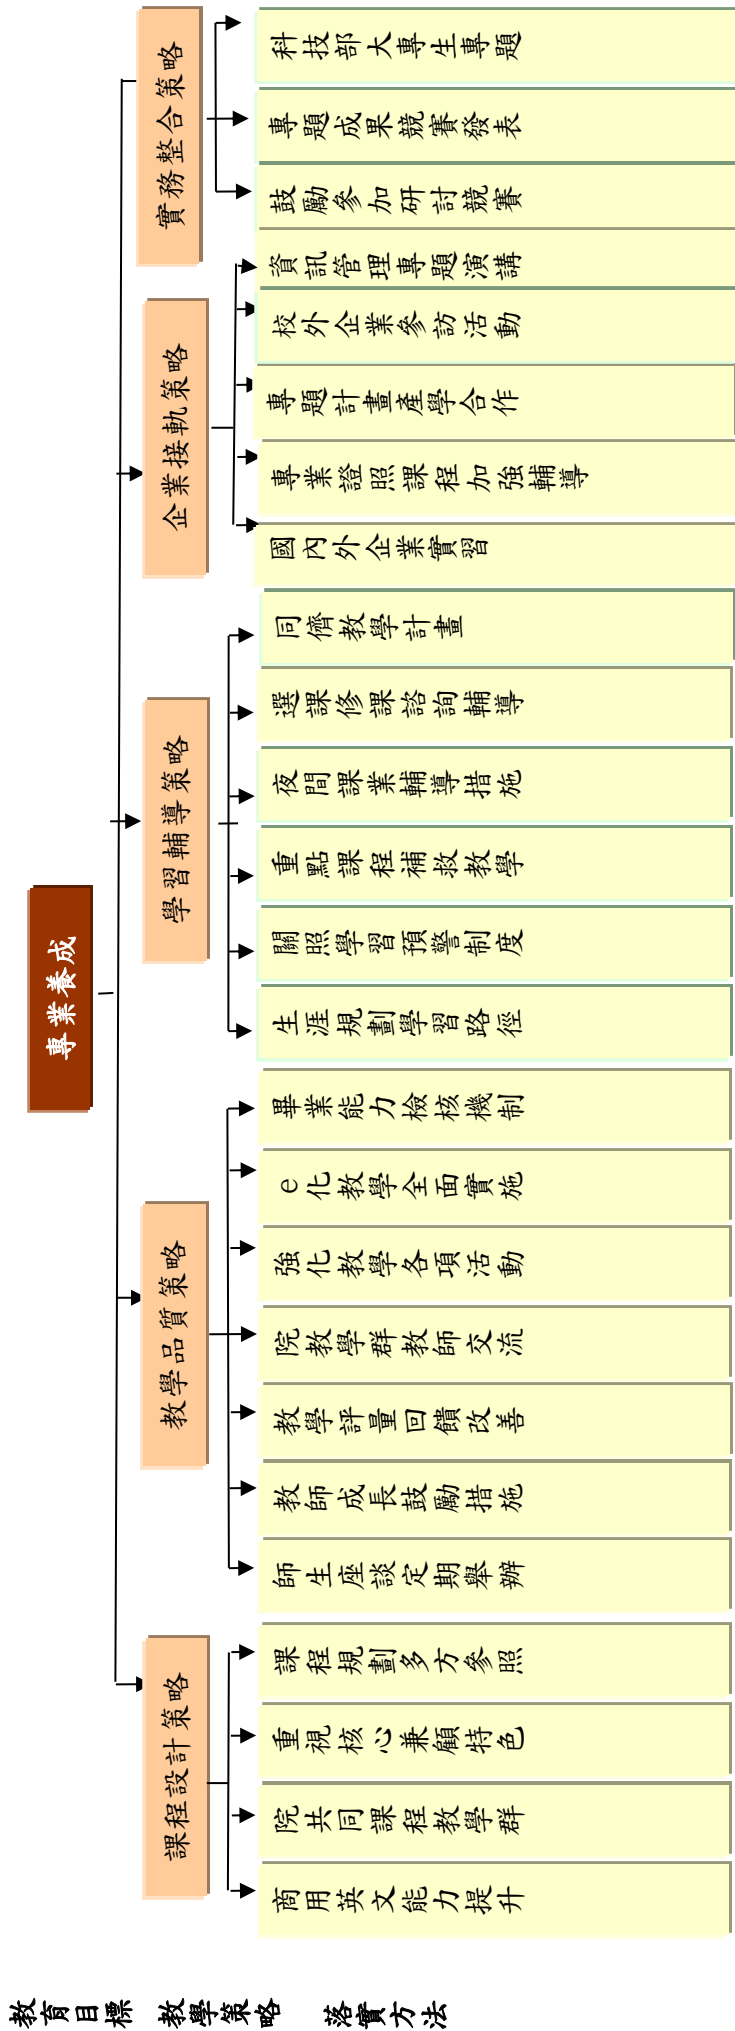 教育目標
專業養成
教學策略
課程設計策略
教學品質策略
學習輔導策略
企業接軌策略
實務整合策略
落實方法
商用英文能力提升
院共同課程教學群
重視核心兼顧特色
課程規劃多方參照
師生座談定期舉辦
教師成長鼓勵措施
教學評量回饋改善
院教學群教師交流
強化教學各項活動
e化教學全面實施
畢業能力檢核機制
生涯規劃學習路徑
關照學習預警制度
重點課程補救教學
夜間課業輔導措施
選課修課諮詢輔導
同儕教學計畫
國內外企業實習
專業證照課程加強輔導
專題計畫產學合作
校外企業參訪活動
資訊管理專題演講
鼓勵參加研討競賽
專題成果競賽發表
科技部大專生專題